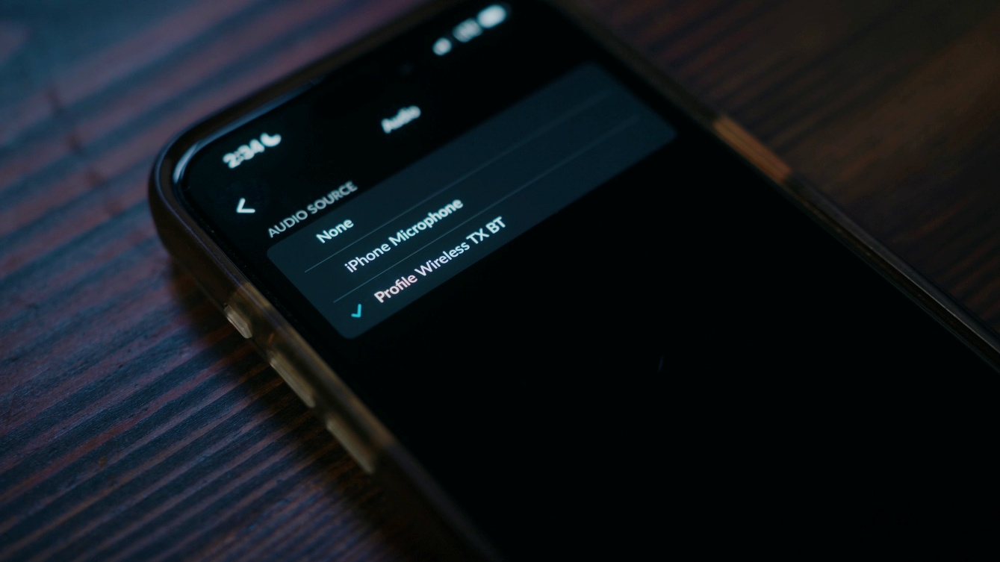 2:34
Audio
AUDIO SOURCE
None
iPhone Microphone
Profile Wireless TX BT